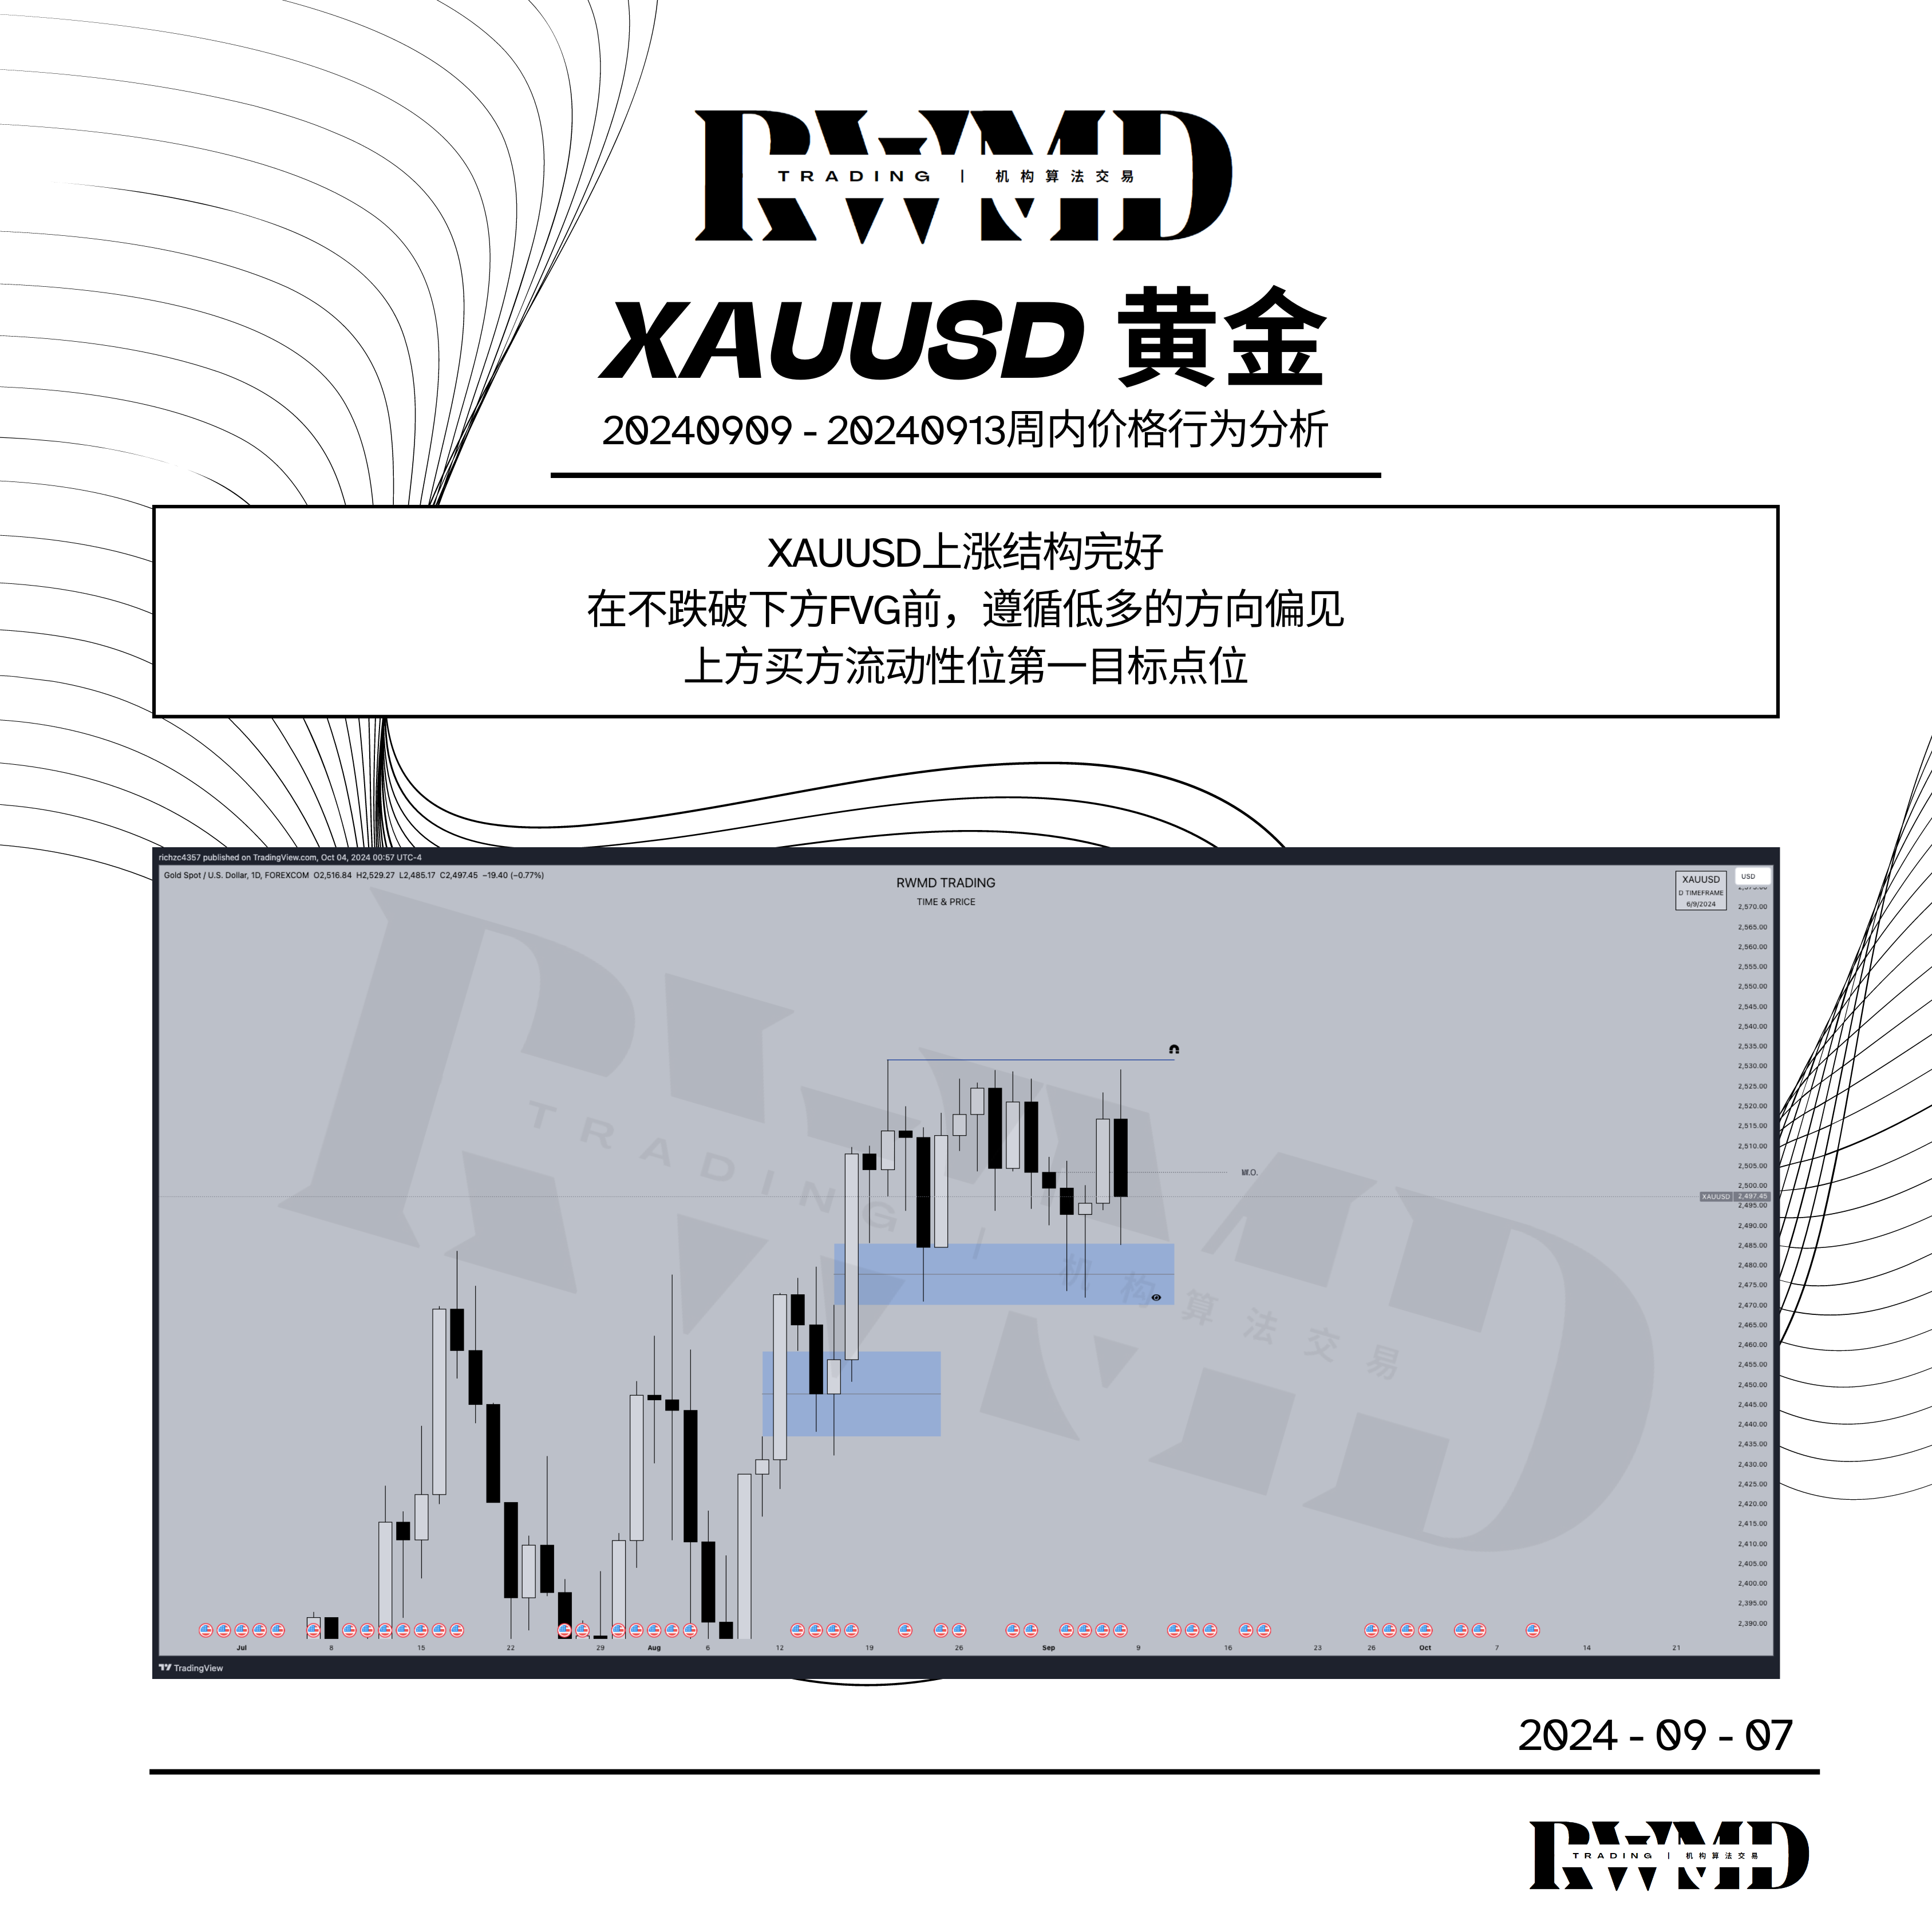 RWMD
TRADING | 机构算法交易
XAUUSD 黄金
20240909 - 20240913周内价格行为分析
XAUUSD上涨结构完好
在不跌破下方FVG前，遵循低多的方向偏见
上方买方流动性位第一目标点位
richzc4357 published on TradingView.com, Oct 04, 2024 00:57 UTC-4
Gold Spot / U.S. Dollar, 1D, FOREXCOM O2,516.84 H2,529.27 L2,485.17 C2,497.45 −19.40 (−0.77%)
RWMD TRADING
TIME & PRICE
XAUUSD
D TIMEFRAME
6/9/2024
USD
2,570.00
2,565.00
2,560.00
2,555.00
2,550.00
2,545.00
2,540.00
2,535.00
2,530.00
2,525.00
2,520.00
2,515.00
2,510.00
2,505.00
2,500.00
XAUUSD 2,497.45
2,495.00
2,490.00
2,485.00
2,480.00
2,475.00
2,470.00
2,465.00
2,460.00
2,455.00
2,450.00
2,445.00
2,440.00
2,435.00
2,430.00
2,425.00
2,420.00
2,415.00
2,410.00
2,405.00
2,400.00
2,395.00
2,390.00
RWMD
TRADING | 机构算法交易
Jul 8 15 22 29 Aug 6 12 19 26 Sep 9 16 23 26 Oct 7 14 21
TradingView
2024 - 09 - 07
RWMD
TRADING | 机构算法交易